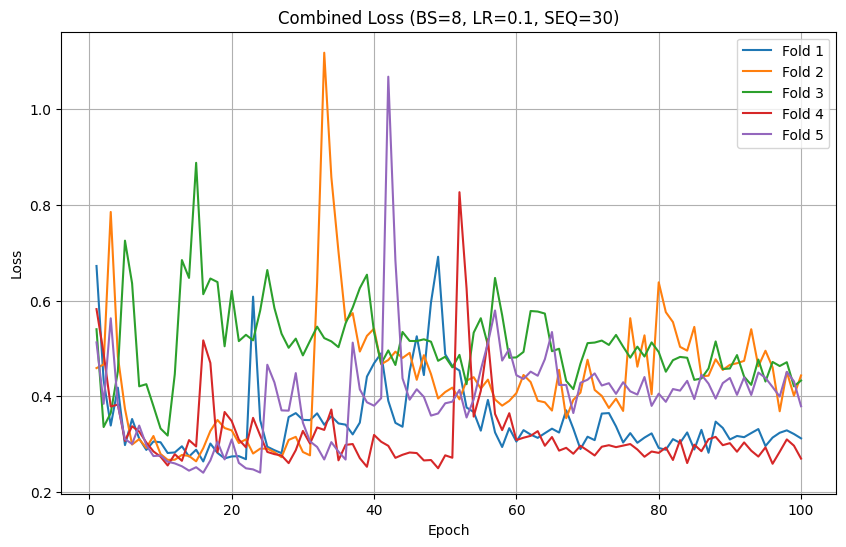 Combined Loss (BS=8, LR=0.1, SEQ=30)
Fold 1
Fold 2
Fold 3
Fold 4
Fold 5
Loss
1.0
0.8
0.6
0.4
0.2
0 20 40 60 80 100
Epoch